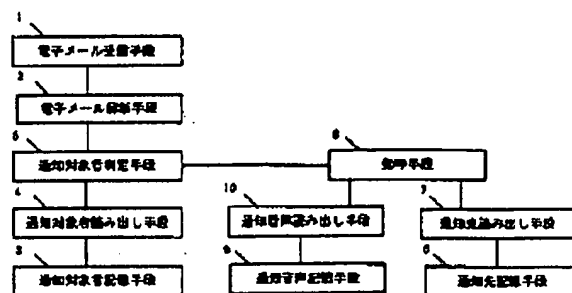 1
電子メール受信手段
2
電子メール解析手段
5
通知対象者判定手段
8
制御手段
4
通知対象者読み出し手段
10
通知音声読み出し手段
7
通知先読み出し手段
3
通知対象者記憶手段
9
通知音声記憶手段
6
通知先記憶手段